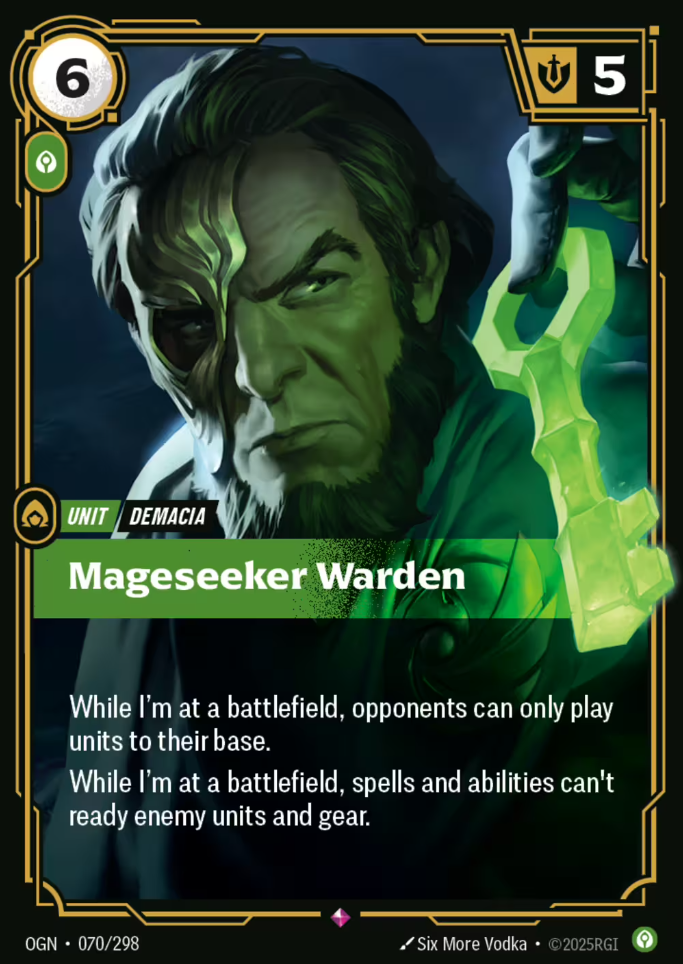 6
5
UNIT DEMACIA
Mageseeker Warden
While I'm at a battlefield, opponents can only play
units to their base.
While I'm at a battlefield, spells and abilities can't
ready enemy units and gear.
OGN • 070/298 Six More Vodka • ©2025RGI